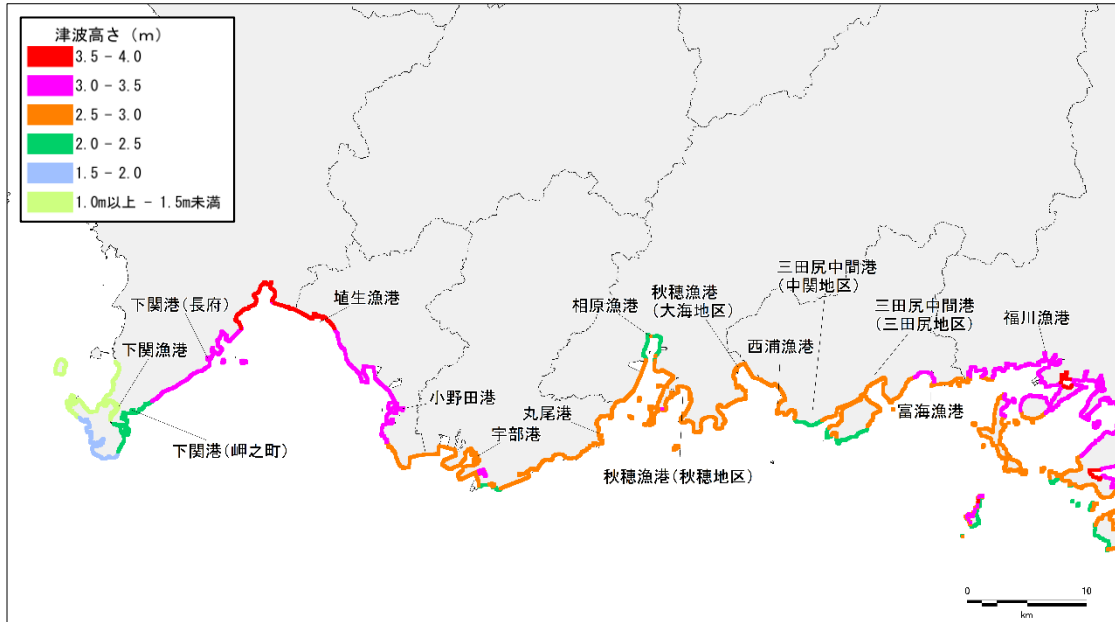 津波高さ（m）
3.5 - 4.0
3.0 - 3.5
2.5 - 3.0
2.0 - 2.5
1.5 - 2.0
1.0m以上 - 1.5m未満
下関港(長府)
埴生漁港
下関漁港
下関港(岬之町)
小野田港
宇部港
丸尾港
相原漁港
秋穂漁港
(大海地区)
秋穂漁港(秋穂地区)
西浦漁港
三田尻中間港
(中関地区)
三田尻中間港
(三田尻地区)
富海漁港
福川漁港
0
10
km